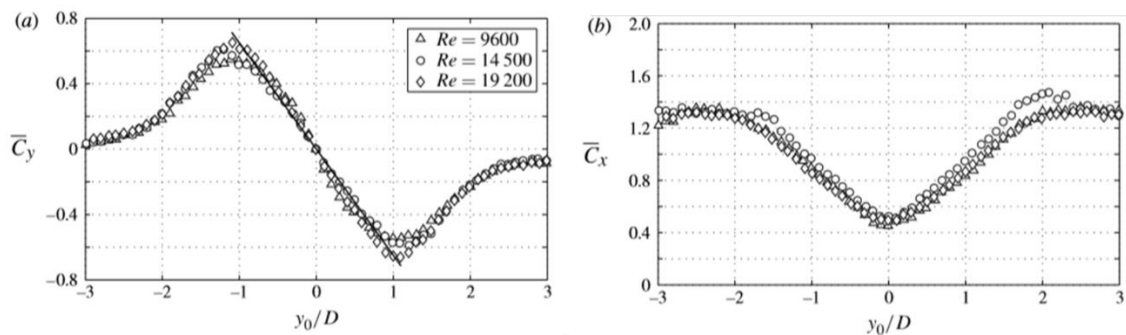 (a)
0.8
0.4
0
−0.4
−0.8
C̅y
−3 −2 −1 0 1 2 3
y0/D
Re = 9600
Re = 14 500
Re = 19 200
(b)
2.0
1.6
1.2
0.8
0.4
0
C̅x
−3 −2 −1 0 1 2 3
y0/D